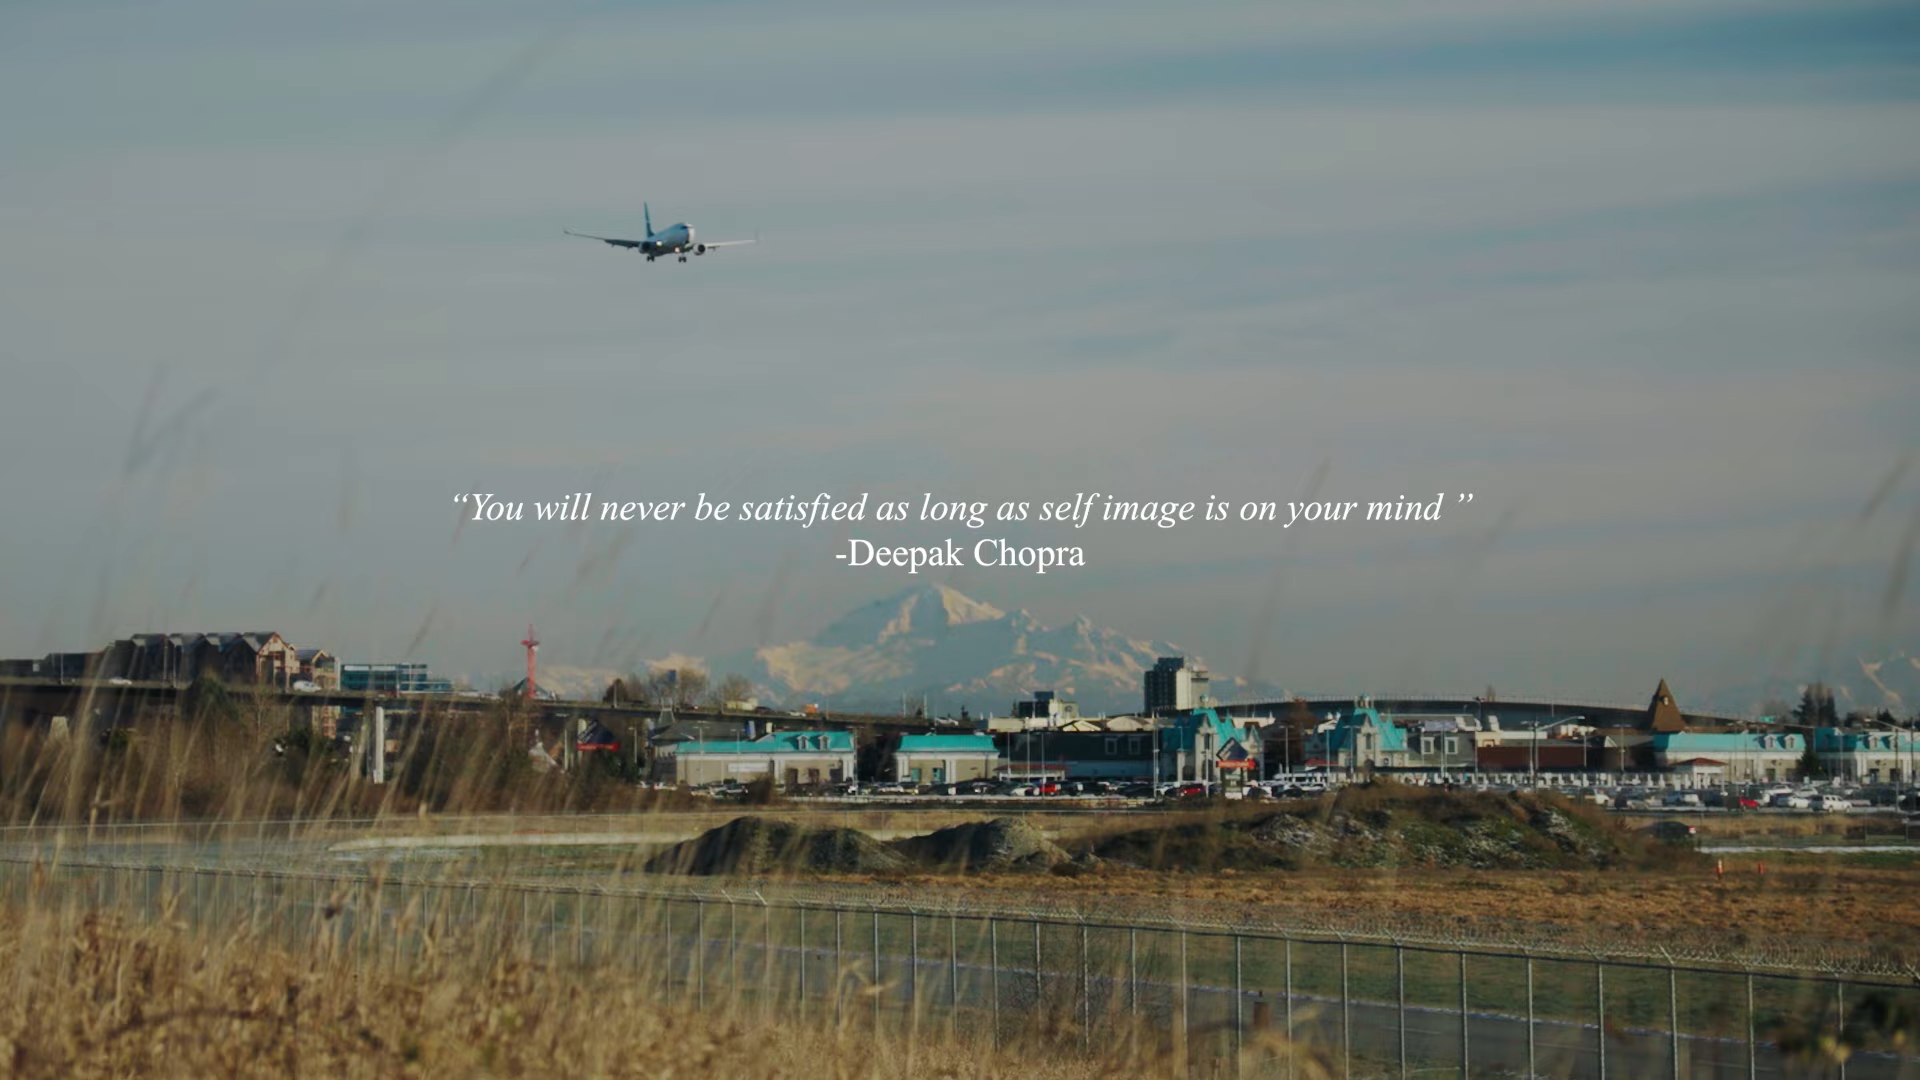 “You will never be satisfied as long as self image is on your mind ”
-Deepak Chopra